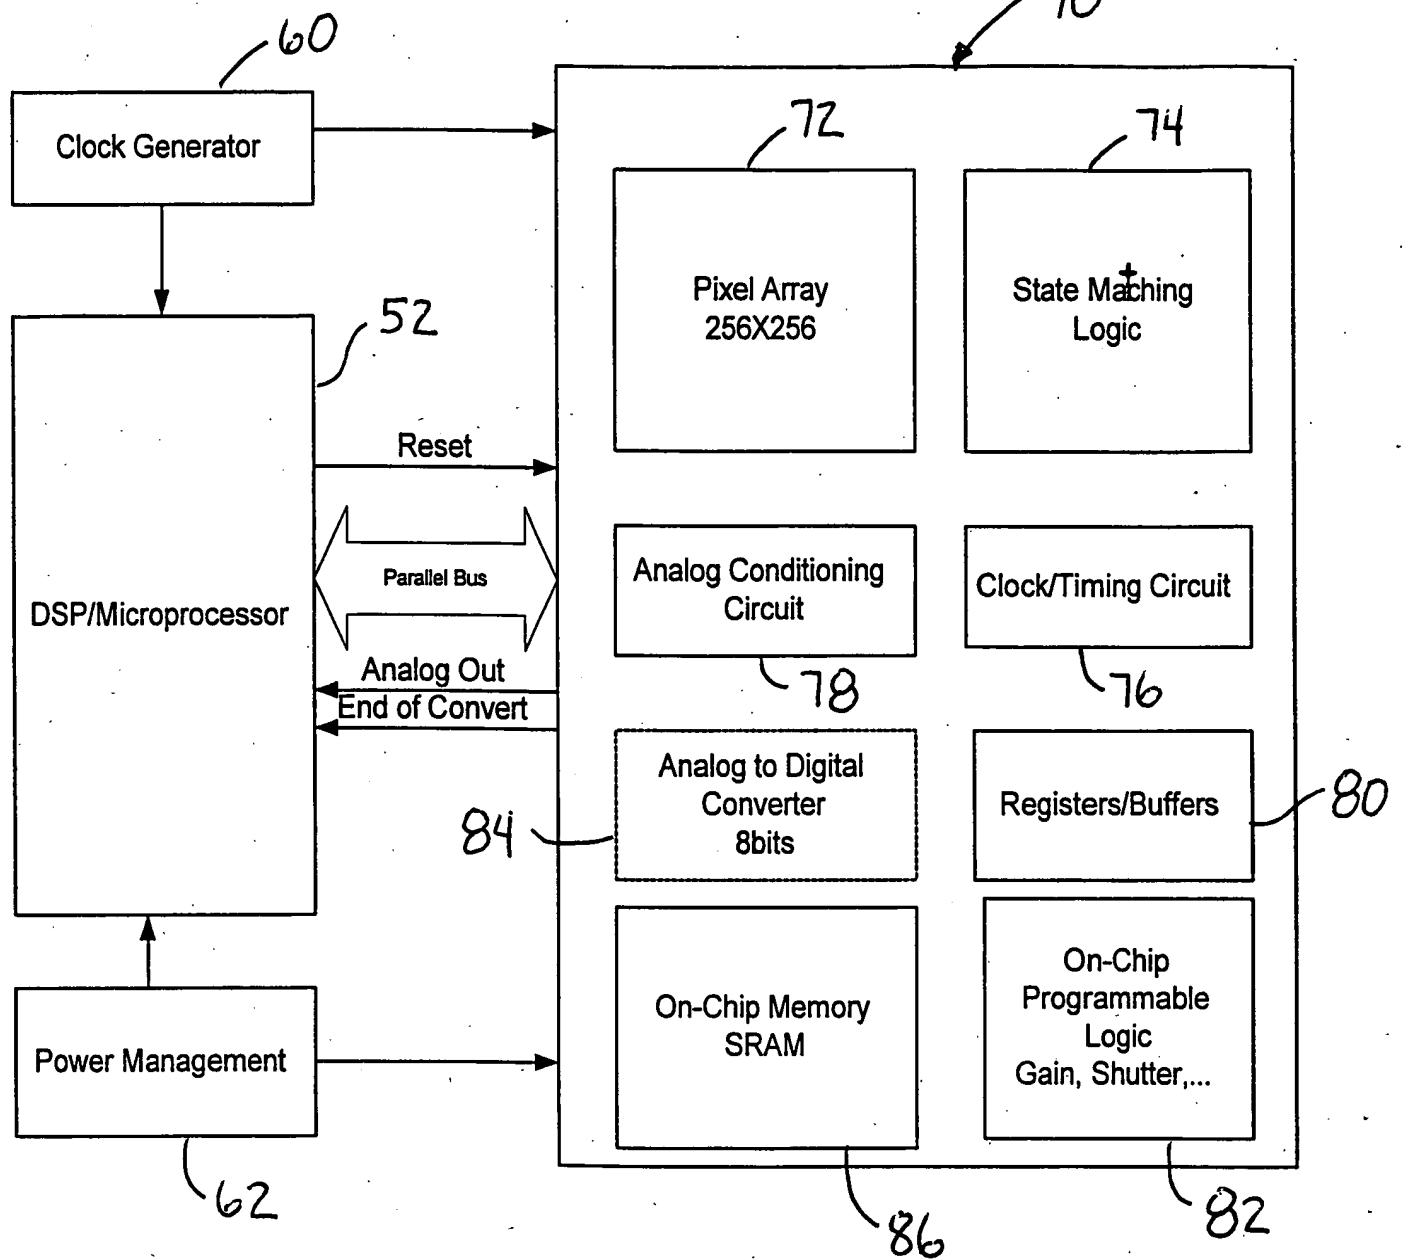 60
Clock Generator
72
74
Pixel Array
256X256
State Maching
Logic
52
Reset
Parallel Bus
DSP/Microprocessor
Analog Conditioning
Circuit
Clock/Timing Circuit
Analog Out
78
76
End of Convert
Analog to Digital
Converter
8bits
84
Registers/Buffers
80
On-Chip Memory
SRAM
On-Chip
Programmable
Logic
Gain, Shutter,...
Power Management
62
86
82